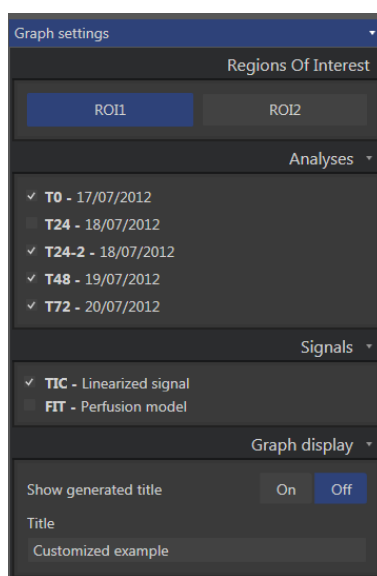 Graph settings
Regions Of Interest
ROI1 ROI2
Analyses
T0 - 17/07/2012
T24 - 18/07/2012
T24-2 - 18/07/2012
T48 - 19/07/2012
T72 - 20/07/2012
Signals
TIC - Linearized signal
FIT - Perfusion model
Graph display
Show generated title On Off
Title
Customized example